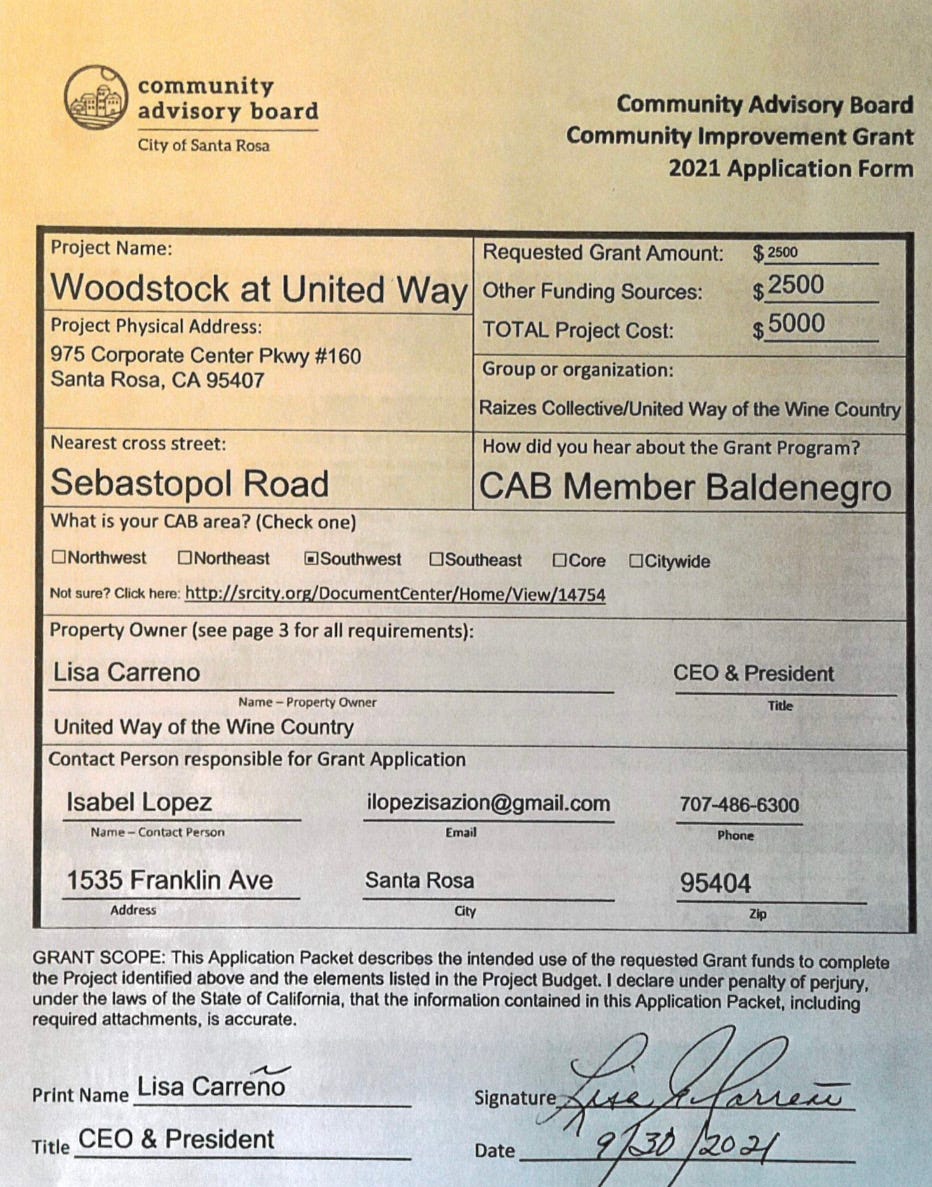 community
advisory board
City of Santa Rosa
Community Advisory Board
Community Improvement Grant
2021 Application Form
Project Name:
Woodstock at United Way
Requested Grant Amount: $ 2500
Other Funding Sources: $ 2500
TOTAL Project Cost: $ 5000
Project Physical Address:
975 Corporate Center Pkwy #160
Santa Rosa, CA 95407
Group or organization:
Raizes Collective/United Way of the Wine Country
Nearest cross street:
Sebastopol Road
How did you hear about the Grant Program?
CAB Member Baldenegro
What is your CAB area? (Check one)
☐Northwest ☐Northeast ▣Southwest ☐Southeast ☐Core ☐Citywide
Not sure? Click here: http://srcity.org/DocumentCenter/Home/View/14754
Property Owner (see page 3 for all requirements):
Lisa Carreno CEO & President
Name – Property Owner Title
United Way of the Wine Country
Contact Person responsible for Grant Application
Isabel Lopez ilopezisazion@gmail.com 707-486-6300
Name – Contact Person Email Phone
1535 Franklin Ave Santa Rosa 95404
Address City Zip
GRANT SCOPE: This Application Packet describes the intended use of the requested Grant funds to complete
the Project identified above and the elements listed in the Project Budget. I declare under penalty of perjury,
under the laws of the State of California, that the information contained in this Application Packet, including
required attachments, is accurate.
Print Name Lisa Carreño
Signature Lisa G Carreño
Title CEO & President
Date 9/30/2021